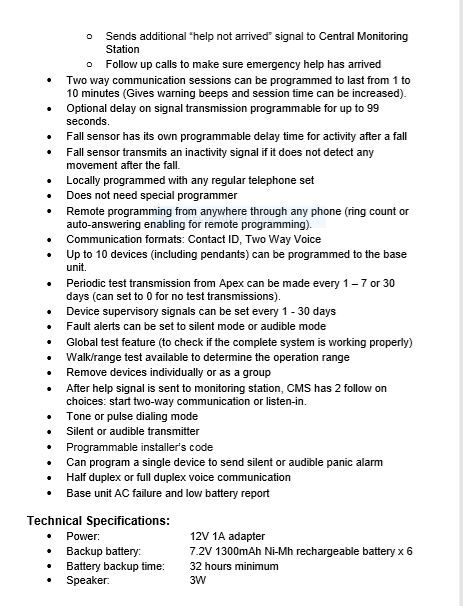 o Sends additional "help not arrived" signal to Central Monitoring
Station
o Follow up calls to make sure emergency help has arrived
• Two way communication sessions can be programmed to last from 1 to
10 minutes (Gives warning beeps and session time can be increased).
• Optional delay on signal transmission programmable for up to 99
seconds.
• Fall sensor has its own programmable delay time for activity after a fall
• Fall sensor transmits an inactivity signal if it does not detect any
movement after the fall.
• Locally programmed with any regular telephone set
• Does not need special programmer
• Remote programming from anywhere through any phone (ring count or
auto-answering enabling for remote programming).
• Communication formats: Contact ID, Two Way Voice
• Up to 10 devices (including pendants) can be programmed to the base
unit.
• Periodic test transmission from Apex can be made every 1 – 7 or 30
days (can set to 0 for no test transmissions).
• Device supervisory signals can be set every 1 - 30 days
• Fault alerts can be set to silent mode or audible mode
• Global test feature (to check if the complete system is working properly)
• Walk/range test available to determine the operation range
• Remove devices individually or as a group
• After help signal is sent to monitoring station, CMS has 2 follow on
choices: start two-way communication or listen-in.
• Tone or pulse dialing mode
• Silent or audible transmitter
• Programmable installer's code
• Can program a single device to send silent or audible panic alarm
• Half duplex or full duplex voice communication
• Base unit AC failure and low battery report
Technical Specifications:
• Power: 12V 1A adapter
• Backup battery: 7.2V 1300mAh Ni-Mh rechargeable battery x 6
• Battery backup time: 32 hours minimum
• Speaker: 3W